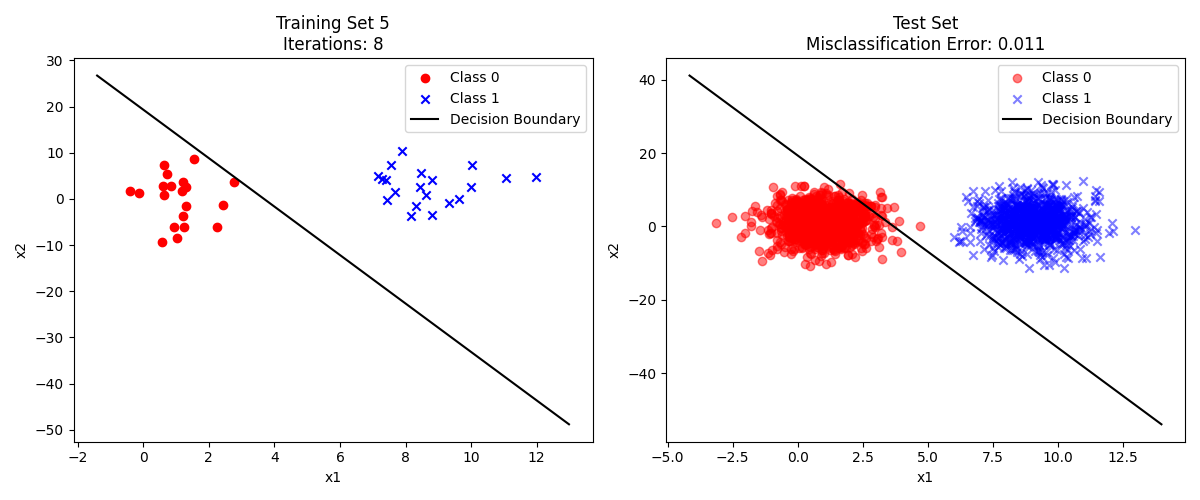 Training Set 5
Iterations: 8
30
20
10
0
−10
−20
−30
−40
−50
x2
Class 0
Class 1
Decision Boundary
−2
0
2
4
6
8
10
12
x1
Test Set
Misclassification Error: 0.011
40
20
0
−20
−40
x2
Class 0
Class 1
Decision Boundary
−5.0
−2.5
0.0
2.5
5.0
7.5
10.0
12.5
x1